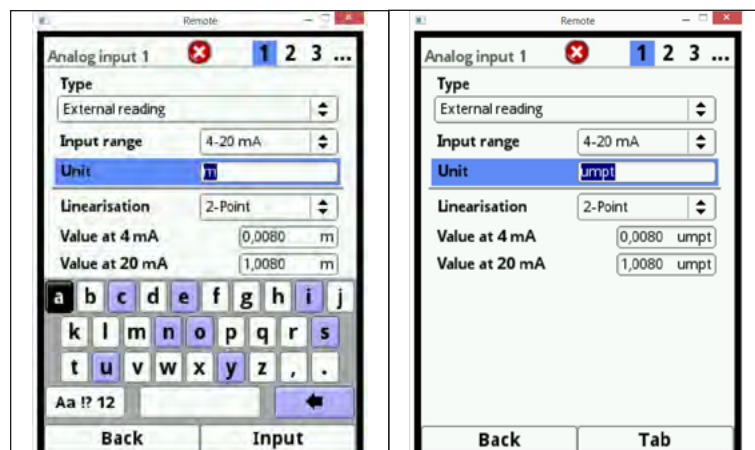 Remote
Analog input 1 1 2 3 ...
Type
External reading
Input range 4-20 mA
Unit m
Linearisation 2-Point
Value at 4 mA 0,0080 m
Value at 20 mA 1,0080 m
a b c d e f g h i j
k l m n o p q r s
t u v w x y z , .
Aa !? 12
Back Input
Remote
Analog input 1 1 2 3 ...
Type
External reading
Input range 4-20 mA
Unit umpt
Linearisation 2-Point
Value at 4 mA 0,0080 umpt
Value at 20 mA 1,0080 umpt
Back Tab